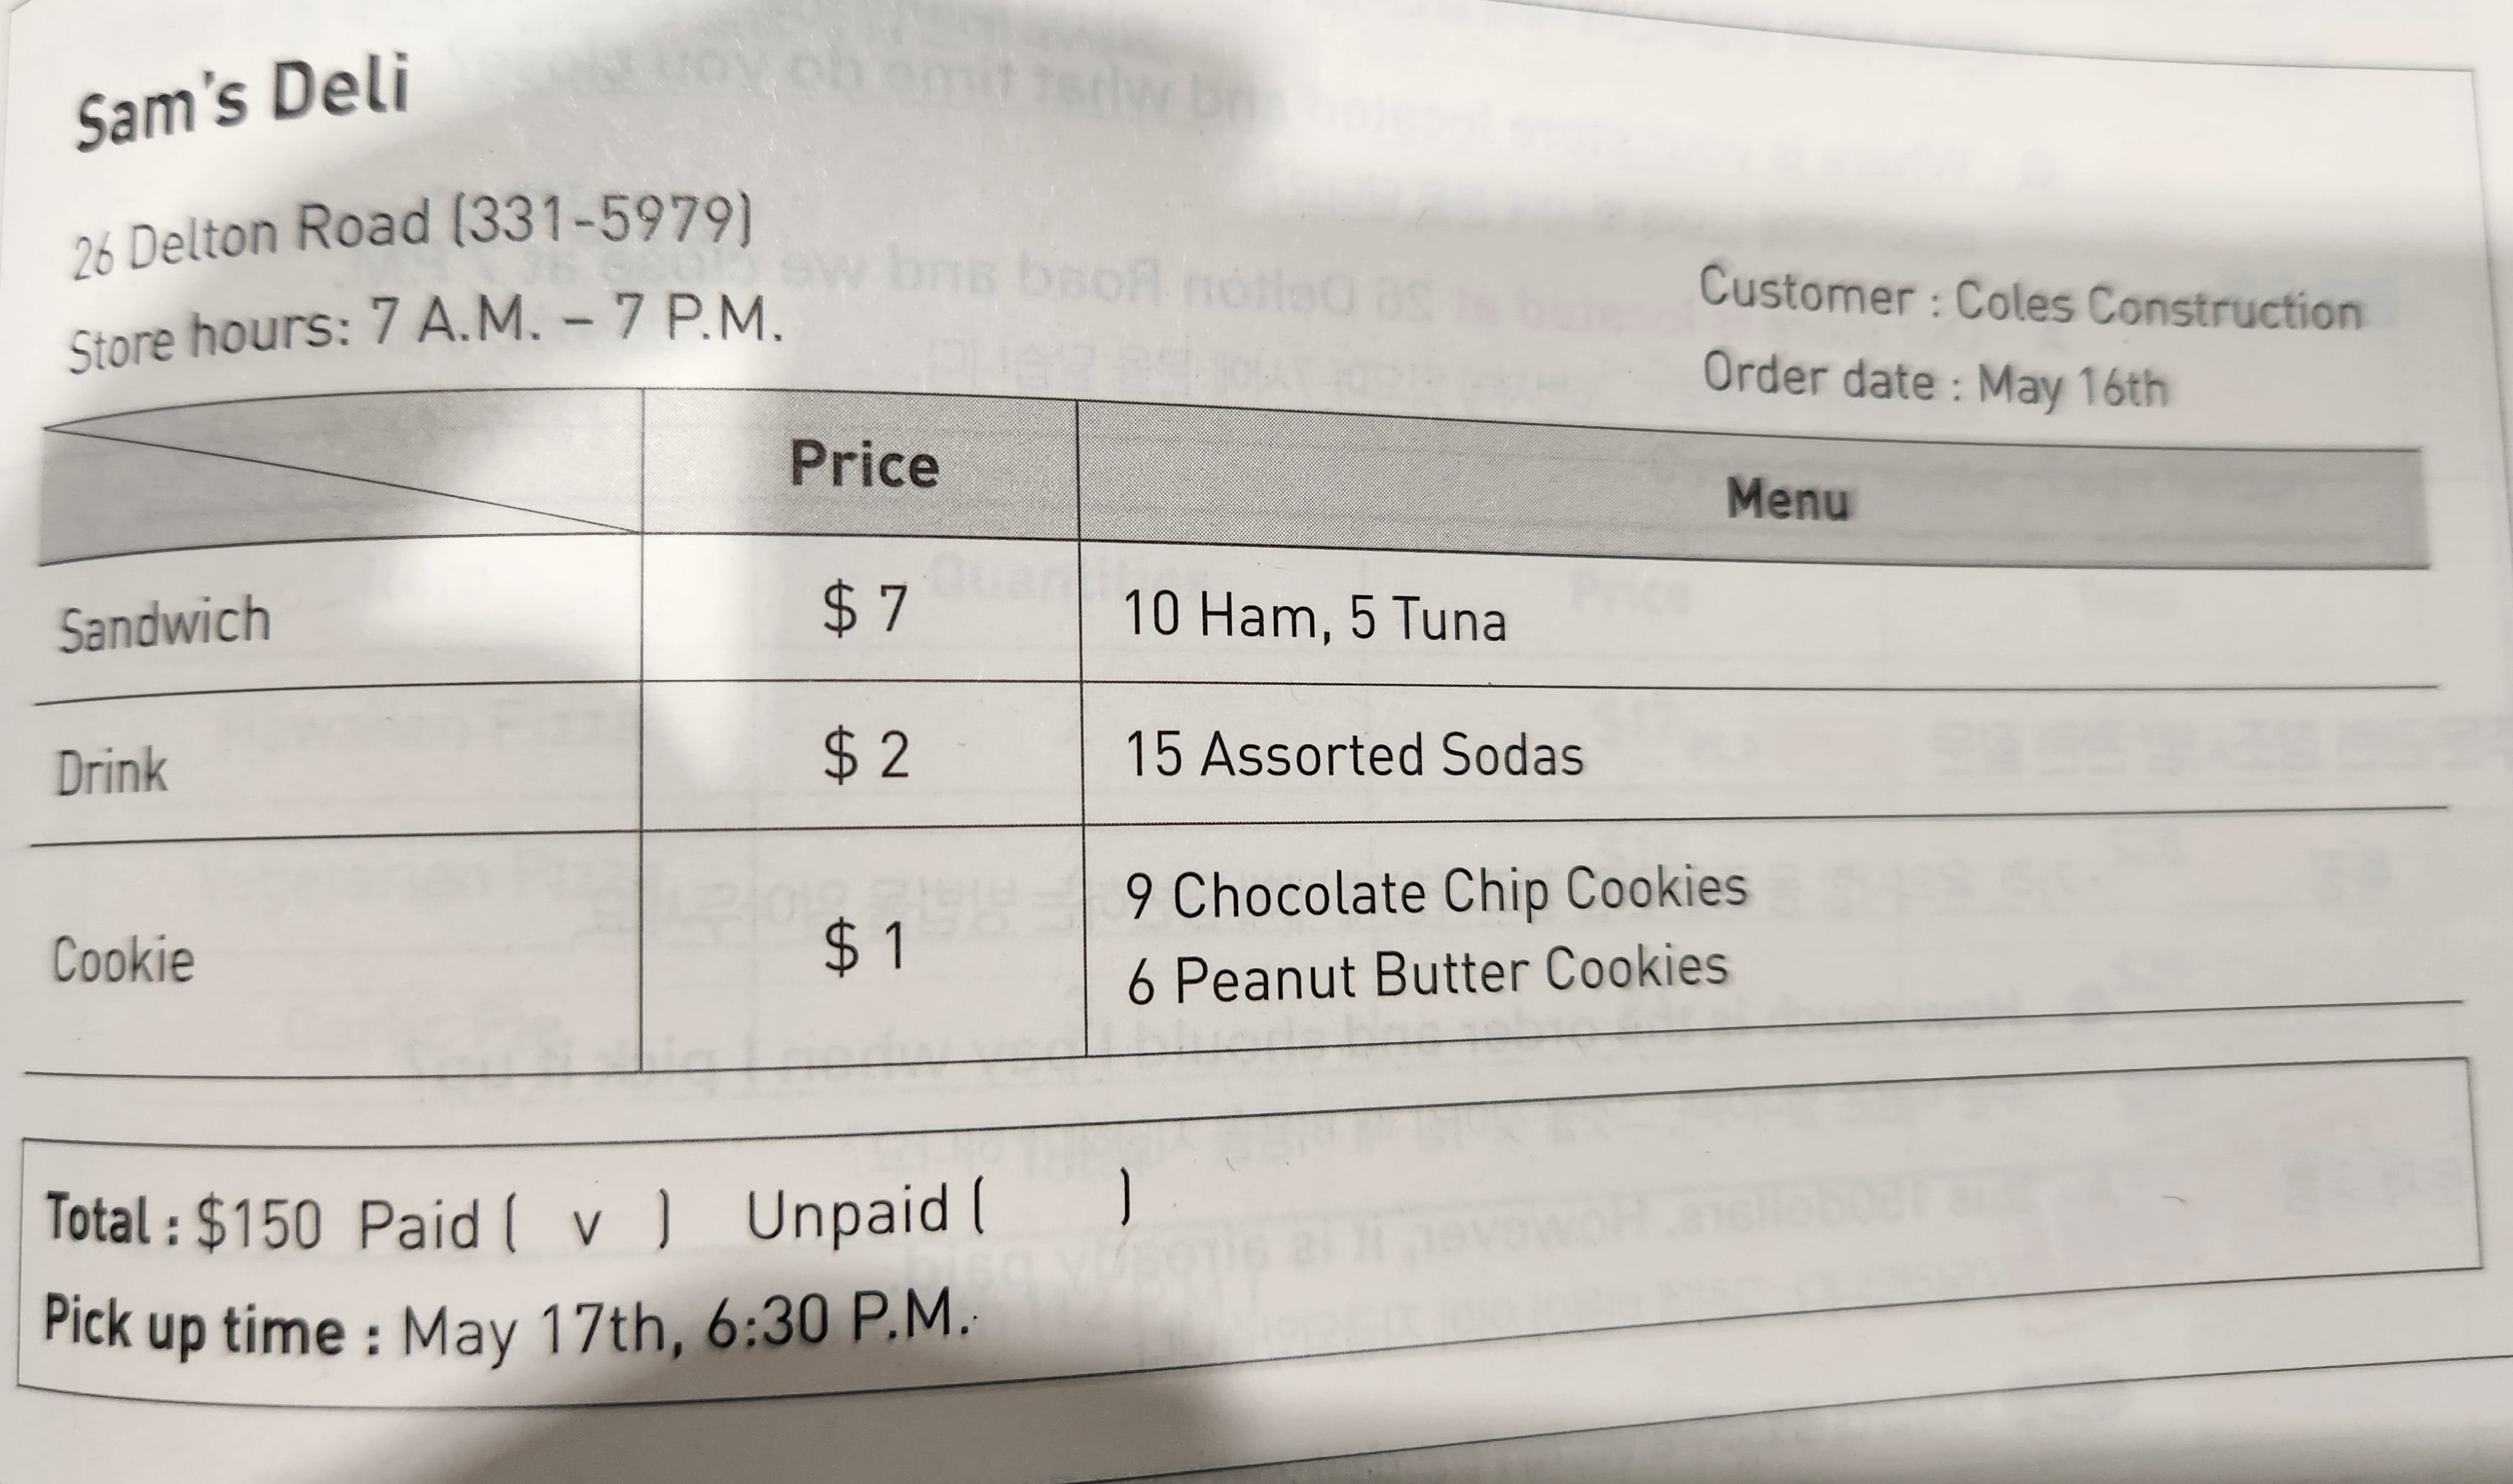 Sam's Deli
26 Delton Road (331-5979)
Store hours: 7 A.M. – 7 P.M.
Customer : Coles Construction
Order date : May 16th
Price Menu
Sandwich $ 7 10 Ham, 5 Tuna
Drink $ 2 15 Assorted Sodas
Cookie $ 1 9 Chocolate Chip Cookies
6 Peanut Butter Cookies
Total : $150 Paid ( v ) Unpaid ( )
Pick up time : May 17th, 6:30 P.M.